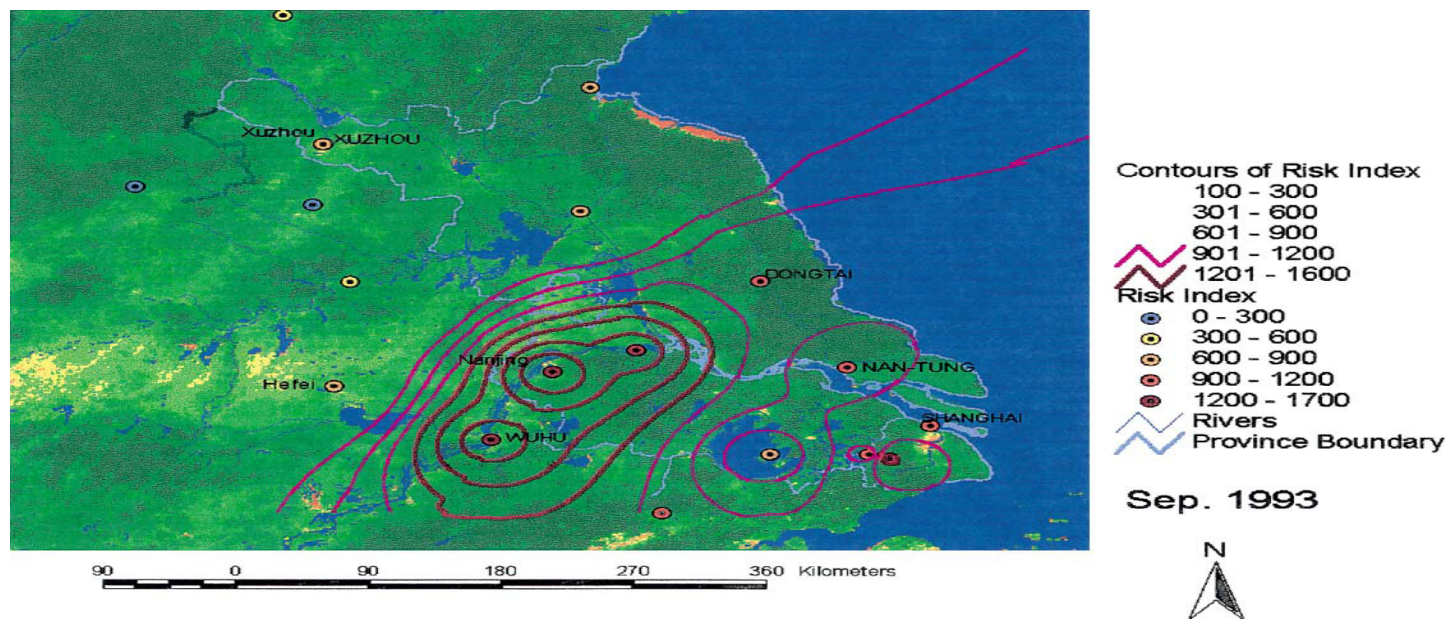 Xuzhou XUZHOU
DONGTAI
Nanjing
Hefei
NAN-TUNG
SHANGHAI
WUHU
90 0 90 180 270 360 Kilometers
Contours of Risk Index
100 - 300
301 - 600
601 - 900
901 - 1200
1201 - 1600
Risk Index
0 - 300
300 - 600
600 - 900
900 - 1200
1200 - 1700
Rivers
Province Boundary
Sep. 1993
N